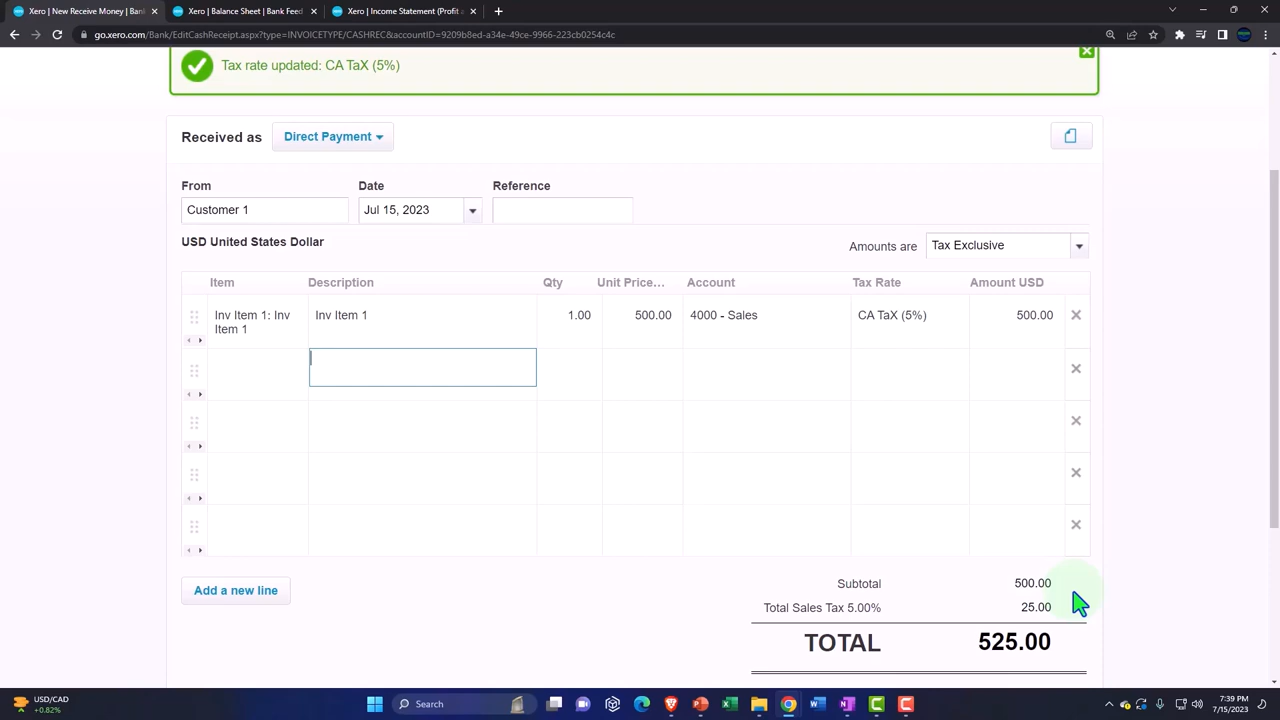 Xero | New Receive Money | Bank
Xero | Balance Sheet | Bank Feed
Xero | Income Statement (Profit a
go.xero.com/Bank/EditCashReceipt.aspx?type=INVOICETYPE/CASHREC&accountID=9209b8ed-a34e-49ce-9966-223cb0254c4c
Tax rate updated: CA TaX (5%)
Received as
Direct Payment
From
Date
Reference
Customer 1
Jul 15, 2023
USD United States Dollar
Amounts are
Tax Exclusive
Item
Description
Qty
Unit Price...
Account
Tax Rate
Amount USD
Inv Item 1: Inv
Item 1
Inv Item 1
1.00
500.00
4000 - Sales
CA TaX (5%)
500.00
Add a new line
Subtotal
500.00
Total Sales Tax 5.00%
25.00
TOTAL
525.00
USD/CAD
+0.82%
Search
7:39 PM
7/15/2023